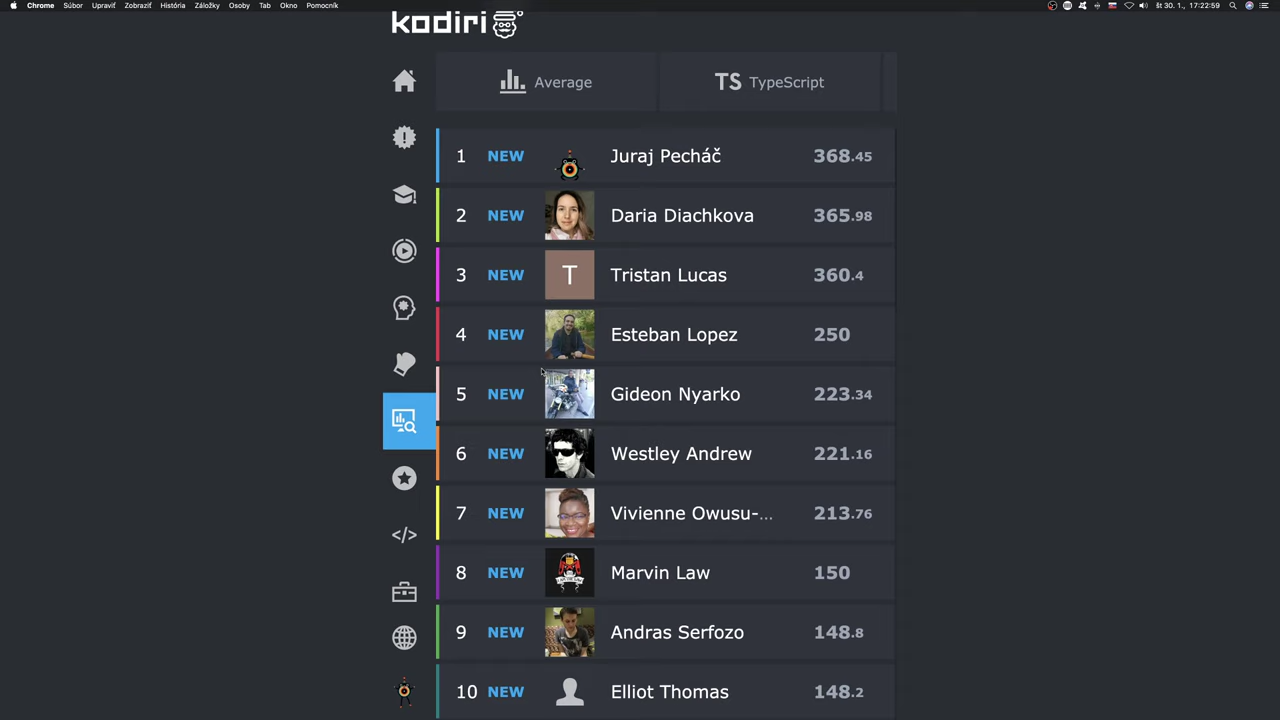 Chrome Súbor Upraviť Zobraziť História Záložky Osoby Tab Okno Pomocník št 30. 1., 17:22:59
kodiri
Average TS TypeScript
1 NEW Juraj Pecháč 368.45
2 NEW Daria Diachkova 365.98
3 NEW T Tristan Lucas 360.4
4 NEW Esteban Lopez 250
5 NEW Gideon Nyarko 223.34
6 NEW Westley Andrew 221.16
7 NEW Vivienne Owusu-... 213.76
8 NEW Marvin Law 150
9 NEW Andras Serfozo 148.8
10 NEW Elliot Thomas 148.2